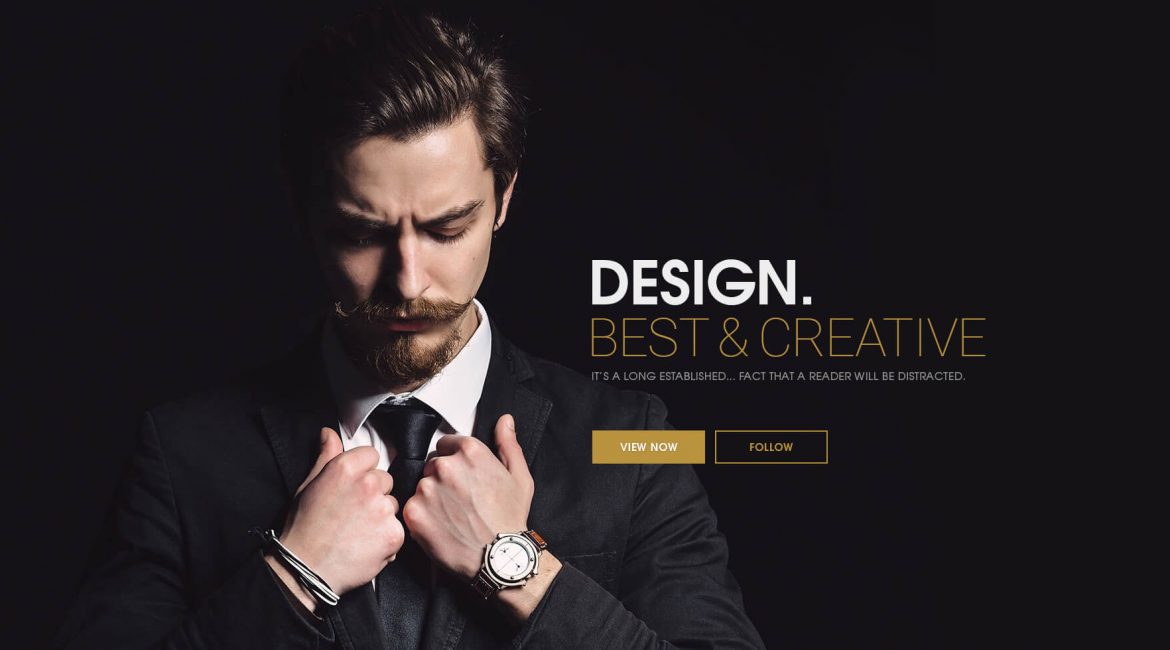 DESIGN.
BEST & CREATIVE
IT'S A LONG ESTABLISHED... FACT THAT A READER WILL BE DISTRACTED.
VIEW NOW
FOLLOW